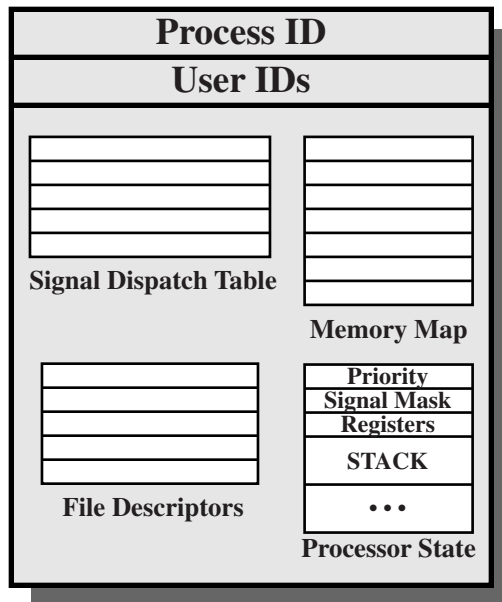 Process ID
User IDs
Signal Dispatch Table
Memory Map
File Descriptors
Priority
Signal Mask
Registers
STACK
• • •
Processor State